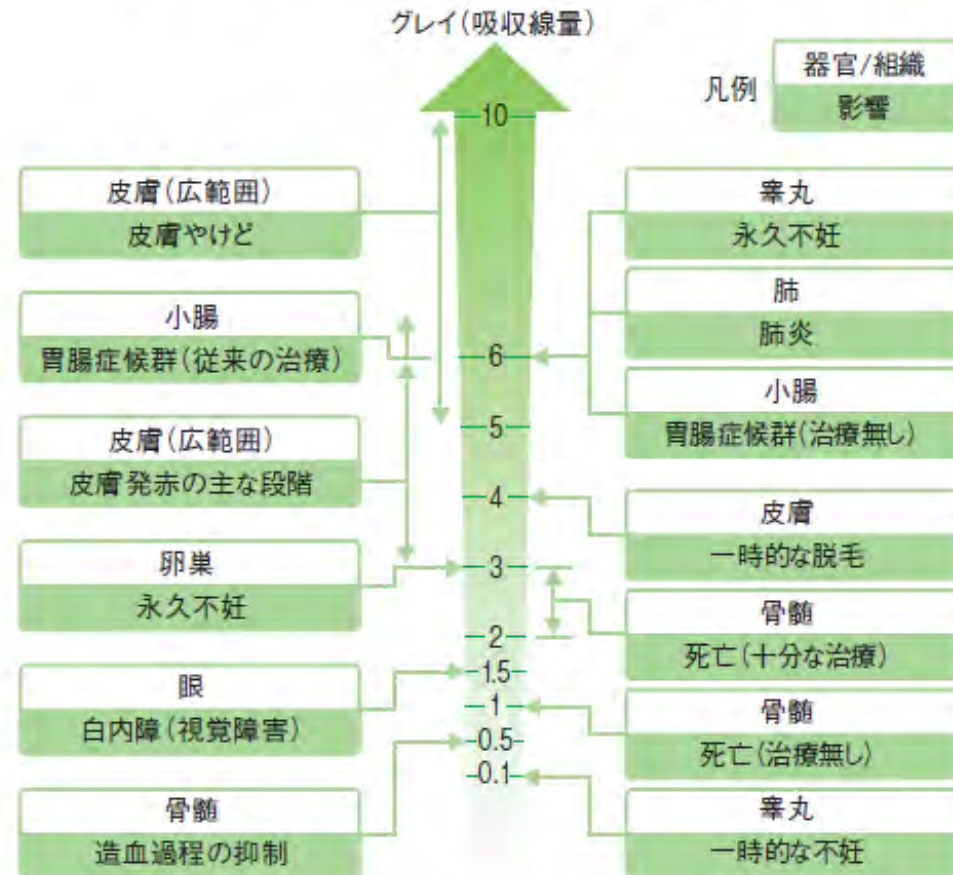 グレイ(吸収線量)
凡例
器官/組織
影響
10
6
5
4
3
2
1.5
1
0.5
0.1
皮膚(広範囲)
皮膚やけど
小腸
胃腸症候群(従来の治療)
皮膚(広範囲)
皮膚発赤の主な段階
卵巣
永久不妊
眼
白内障(視覚障害)
骨髄
造血過程の抑制
睾丸
永久不妊
肺
肺炎
小腸
胃腸症候群(治療無し)
皮膚
一時的な脱毛
骨髄
死亡(十分な治療)
骨髄
死亡(治療無し)
睾丸
一時的な不妊